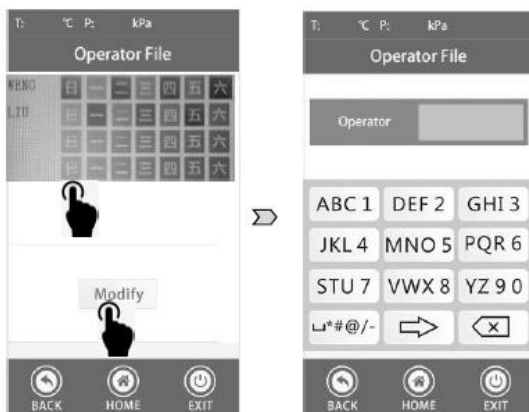 T: ℃ P: kPa
Operator File
WENG 日 一 二 三 四 五 六
LIU 日 一 二 三 四 五 六
日 一 二 三 四 五 六
日 一 二 三 四 五 六
Modify
BACK HOME EXIT
T: ℃ P: kPa
Operator File
Operator
ABC 1 DEF 2 GHI 3
JKL 4 MNO 5 PQR 6
STU 7 VWX 8 YZ 9 0
␣*#@/-
BACK HOME EXIT